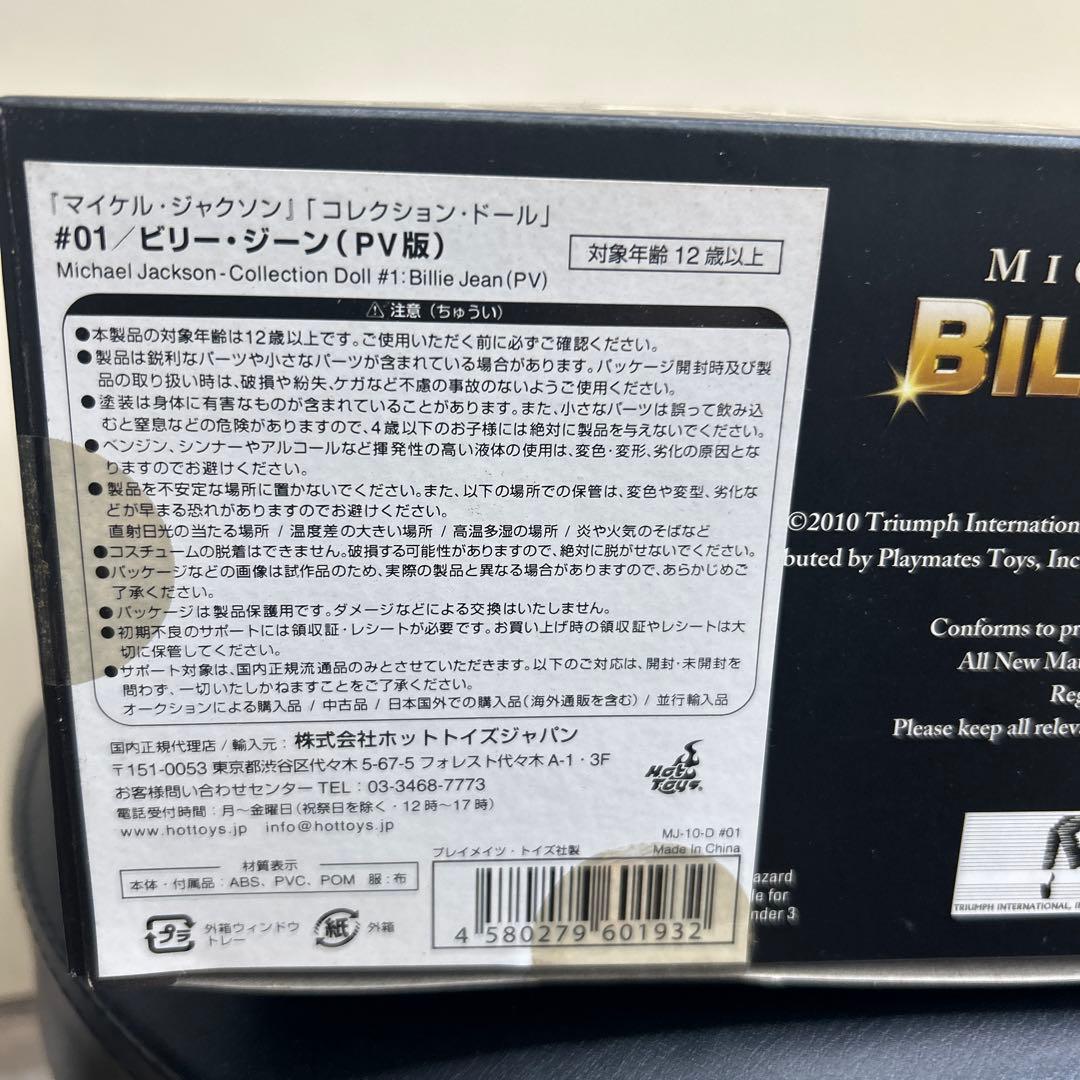 『マイケル・ジャクソン』「コレクション・ドール」
#01／ビリー・ジーン（PV版）
Michael Jackson-Collection Doll #1: Billie Jean(PV)
対象年齢 12 歳以上
⚠ 注意（ちゅうい）
●本製品の対象年齢は12歳以上です。ご使用いただく前に必ずご確認ください。
●製品は鋭利なパーツや小さなパーツが含まれている場合があります。パッケージ開封時及び製
品の取り扱い時は、破損や紛失、ケガなど不慮の事故のないようご使用ください。
●塗装は身体に有害なものが含まれていることがあります。また、小さなパーツは誤って飲み込
むと窒息などの危険がありますので、4歳以下のお子様には絶対に製品を与えないでください。
●ベンジン、シンナーやアルコールなど揮発性の高い液体の使用は、変色・変形、劣化の原因とな
りますのでお避けください。
●製品を不安定な場所に置かないでください。また、以下の場所での保管は、変色や変型、劣化な
どが早まる恐れがありますのでお避けください。
直射日光の当たる場所 / 温度差の大きい場所 / 高温多湿の場所 / 炎や火気のそばなど
●コスチュームの脱着はできません。破損する可能性がありますので、絶対に脱がせないでください。
●パッケージなどの画像は試作品のため、実際の製品と異なる場合がありますので、あらかじめご
了承ください。
●パッケージは製品保護用です。ダメージなどによる交換はいたしません。
●初期不良のサポートには領収証・レシートが必要です。お買い上げ時の領収証やレシートは大
切に保管してください。
●サポート対象は、国内正規流通品のみとさせていただきます。以下のご対応は、開封・未開封を
問わず、一切いたしかねますことをご了承ください。
オークションによる購入品 / 中古品 / 日本国外での購入品（海外通販を含む）/ 並行輸入品
国内正規代理店 / 輸入元：株式会社ホットトイズジャパン
〒151-0053 東京都渋谷区代々木 5-67-5 フォレスト代々木 A-1・3F
お客様問い合わせセンター TEL：03-3468-7773
電話受付時間：月～金曜日（祝祭日を除く・12時～17時）
www.hottoys.jp info@hottoys.jp
Hot Toys
MJ-10-D #01
プレイメイツ・トイズ社製 Made In China
材質表示
本体・付属品：ABS、PVC、POM 服：布
プラ 外箱ウィンドウ
トレー
紙 外箱
4 580279 601932
MIC
BIL
©2010 Triumph Internation
buted by Playmates Toys, Inc
Conforms to pr
All New Mat
Reg
Please keep all releva
azard
le for
nder 3
TRIUMPH INTERNATIONAL, I